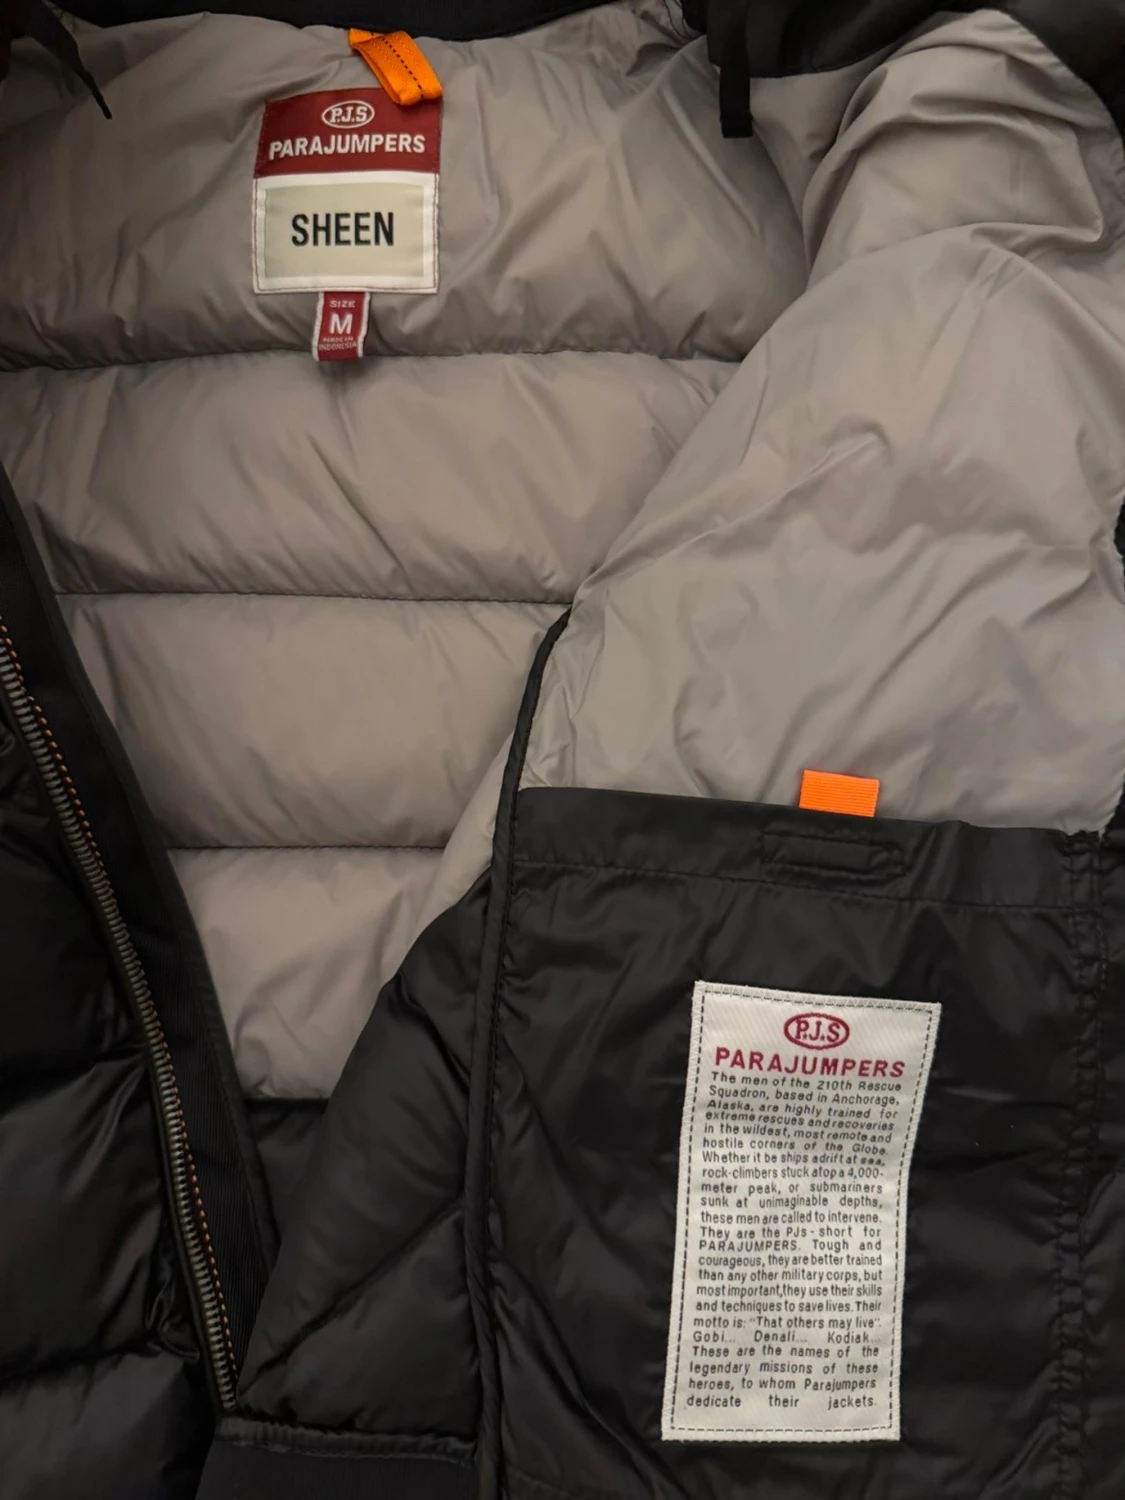 P.J.S
PARAJUMPERS
SHEEN
SIZE
M
MADE IN
INDONESIA
P.J.S
PARAJUMPERS
The men of the 210th Rescue
Squadron, based in Anchorage,
Alaska, are highly trained for
extreme rescues and recoveries
in the wildest, most remote and
hostile corners of the Globe.
Whether it be ships adrift at sea,
rock-climbers stuck atop a 4,000-
meter peak, or submariners
sunk at unimaginable depths,
these men are called to intervene.
They are the PJs - short for
PARAJUMPERS. Tough and
courageous, they are better trained
than any other military corps, but
most important,they use their skills
and techniques to save lives. Their
motto is: "That others may live".
Gobi... Denali... Kodiak...
These are the names of the
legendary missions of these
heroes, to whom Parajumpers
dedicate their jackets.